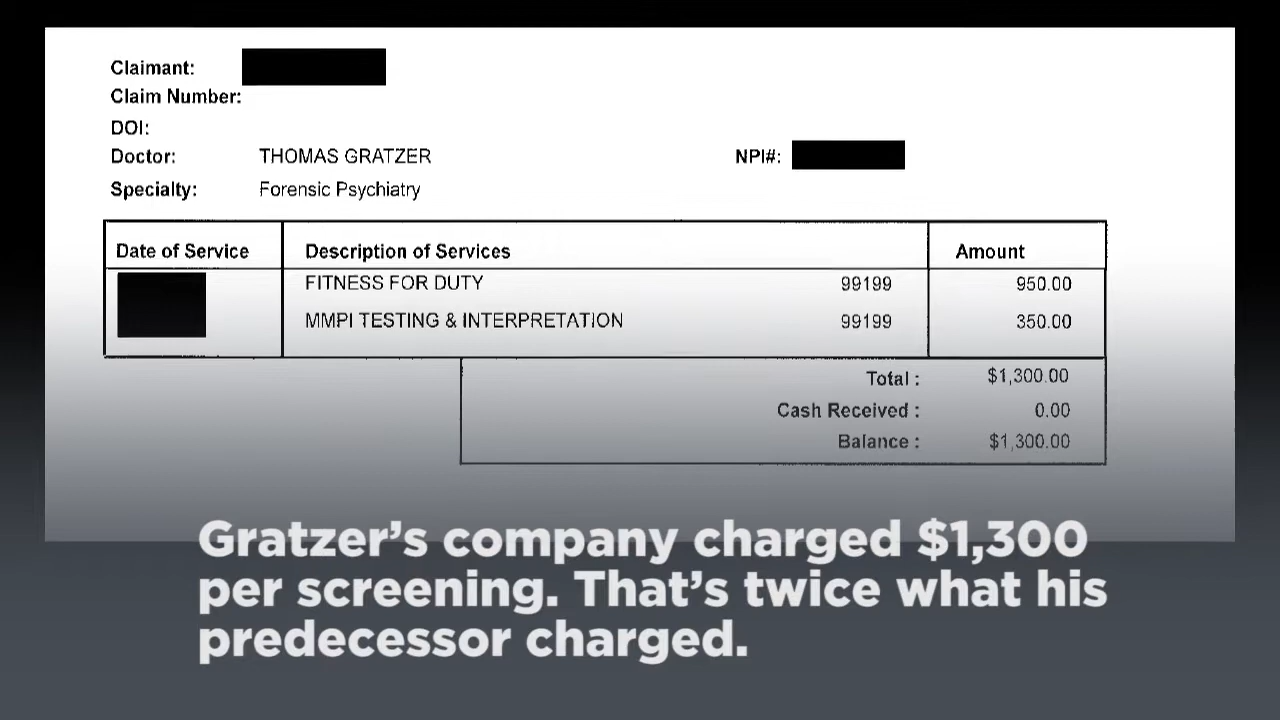 Claimant:
Claim Number:
DOI:
Doctor: THOMAS GRATZER NPI#:
Specialty: Forensic Psychiatry
Date of Service Description of Services Amount
FITNESS FOR DUTY 99199 950.00
MMPI TESTING & INTERPRETATION 99199 350.00
Total : $1,300.00
Cash Received : 0.00
Balance : $1,300.00
Gratzer's company charged $1,300
per screening. That's twice what his
predecessor charged.